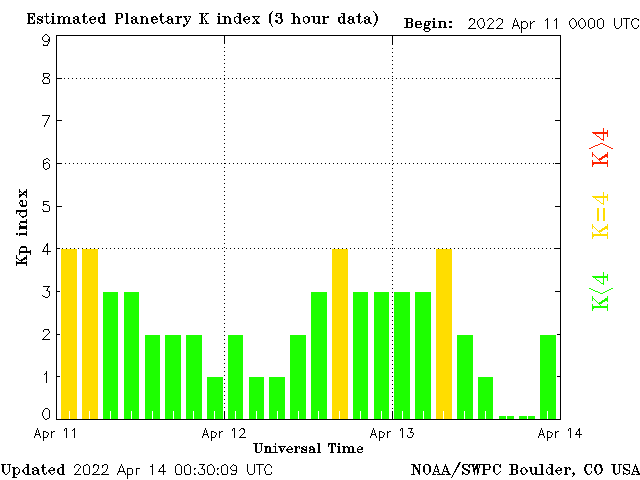 Estimated Planetary K index (3 hour data)
Begin: 2022 Apr 11 0000 UTC
9
8
7
6
5
4
3
2
1
0
Kp index
K>4
K=4
K<4
Apr 11
Apr 12
Apr 13
Apr 14
Universal Time
Updated 2022 Apr 14 00:30:09 UTC
NOAA/SWPC Boulder, CO USA